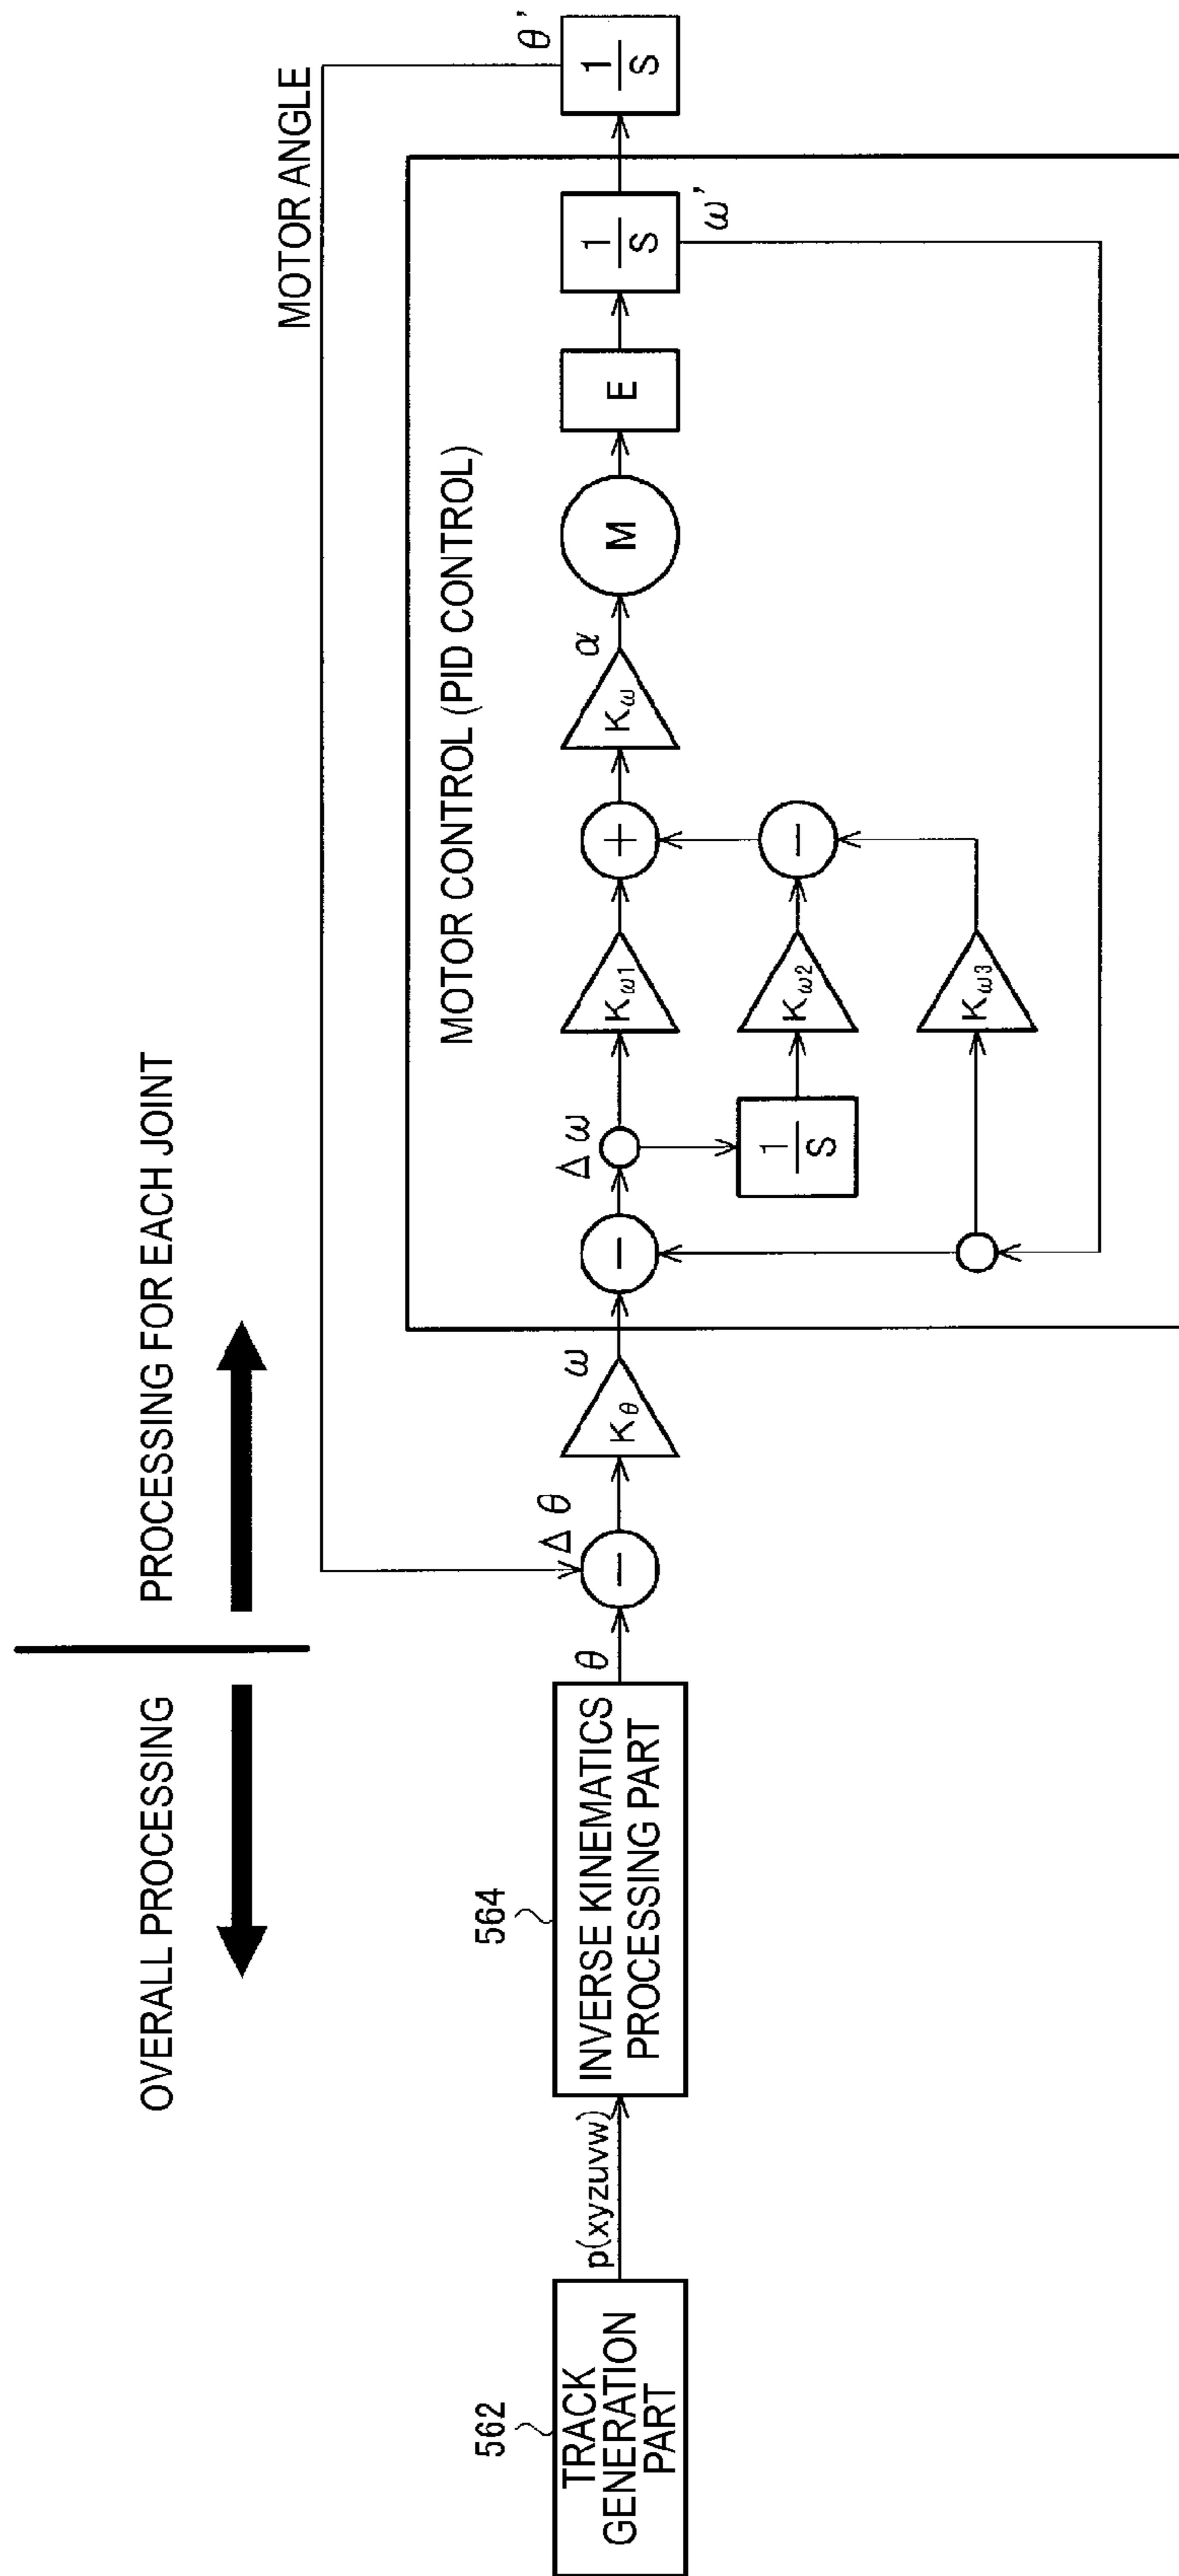 OVERALL PROCESSING
PROCESSING FOR EACH JOINT
MOTOR ANGLE
562
TRACK
GENERATION
PART
p(xyzuvw)
564
INVERSE KINEMATICS
PROCESSING PART
θ
Δθ
−
Kθ
ω
MOTOR CONTROL (PID CONTROL)
−
Δω
Kω1
+
Kω
α
M
E
1
S
ω'
1
S
θ'
1
S
Kω2
−
Kω3